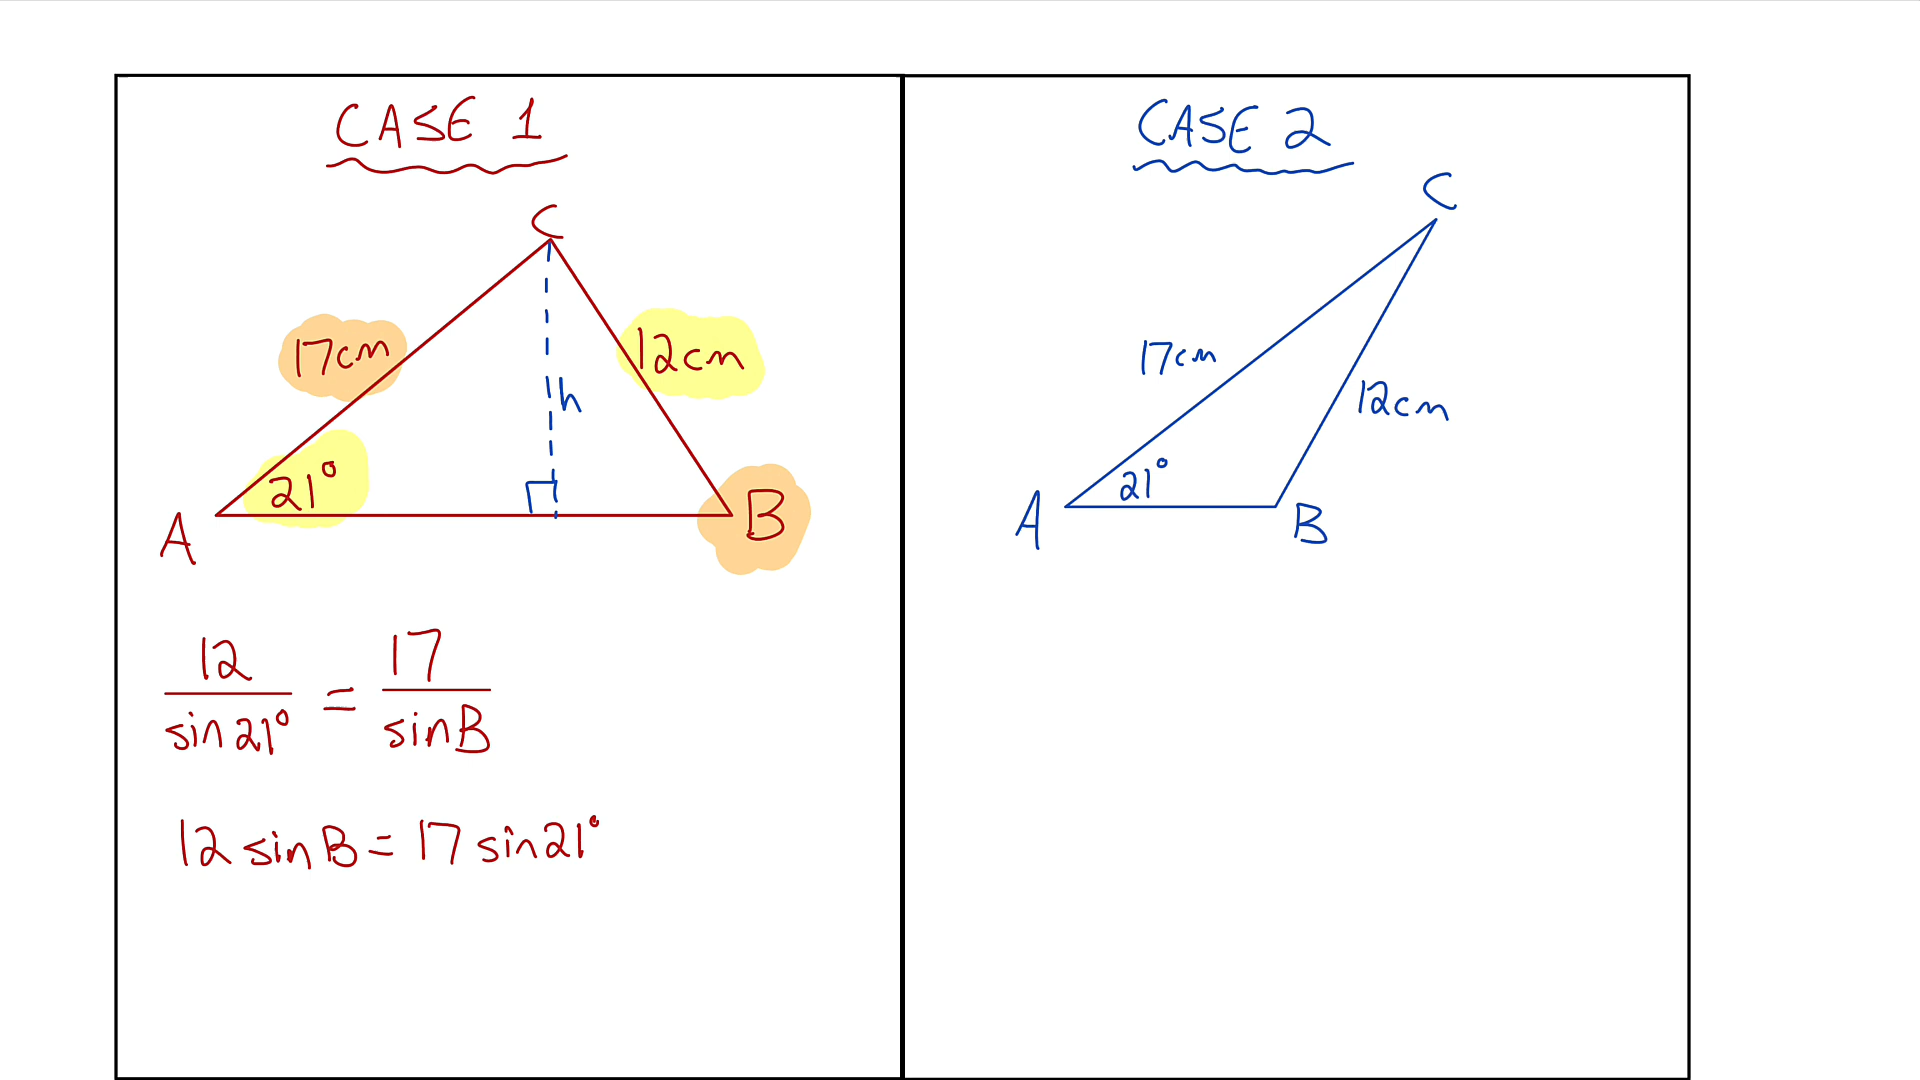 CASE 1
C
17cm
12cm
h
21°
A
B
12 / sin 21° = 17 / sin B
12 sin B = 17 sin 21°
CASE 2
C
17cm
12cm
21°
A
B